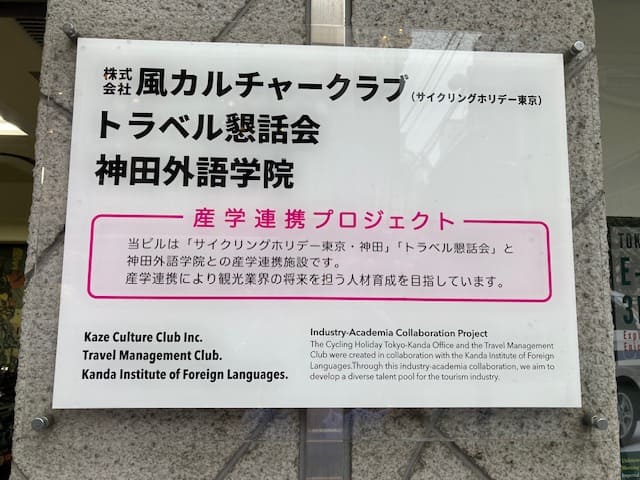 株式会社 風カルチャークラブ(サイクリングホリデー東京)
トラベル懇話会
神田外語学院
産学連携プロジェクト
当ビルは「サイクリングホリデー東京・神田」「トラベル懇話会」と
神田外語学院との産学連携施設です。
産学連携により観光業界の将来を担う人材育成を目指しています。
Kaze Culture Club Inc.
Travel Management Club.
Kanda Institute of Foreign Languages.
Industry-Academia Collaboration Project
The Cycling Holiday Tokyo-Kanda Office and the Travel Management
Club were created in collaboration with the Kanda Institute of Foreign
Languages.Through this industry-academia collaboration, we aim to
develop a diverse talent pool for the tourism industry.
TO
E
3